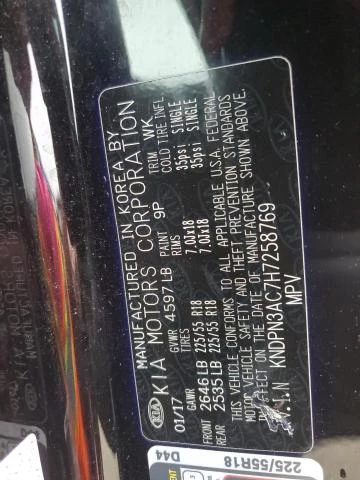 MANUFACTURED IN KOREA BY
KIA KIA MOTORS CORPORATION
01/17 GVWR 4597LB PAINT 9P TRIM WK
GAWR RIMS COLD TIRE INFL
2646LB 225/55 R18 7.0JX18 35psi SINGLE
REAR 2535LB 225/55 R18 7.0JX18 35psi SINGLE
THIS VEHICLE CONFORMS TO ALL APPLICABLE U.S.A. FEDERAL
MOTOR VEHICLE SAFETY AND THEFT PREVENTION STANDARDS
IN EFFECT ON THE DATE OF MANUFACTURE SHOWN ABOVE.
V.I.N KNDPN3AC7H7258769
MPV
D44
225/55R18